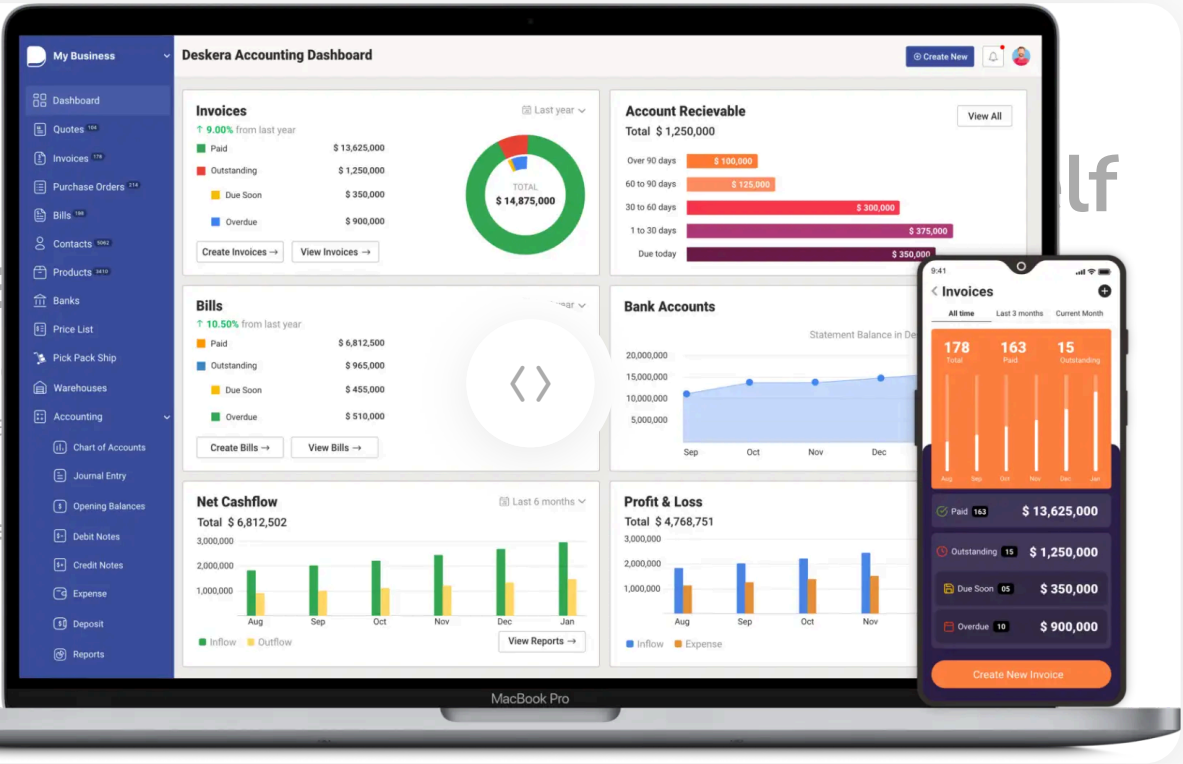 My Business
Deskera Accounting Dashboard
Create New
Dashboard
Quotes 104
Invoices 178
Purchase Orders 214
Bills
Contacts 5062
Products 3410
Banks
Price List
Pick Pack Ship
Warehouses
Accounting
Chart of Accounts
Journal Entry
Opening Balances
Debit Notes
Credit Notes
Expense
Deposit
Reports
Invoices
Last year
↑ 9.00% from last year
Paid $ 13,625,000
Outstanding $ 1,250,000
Due Soon $ 350,000
Overdue $ 900,000
TOTAL
$ 14,875,000
Create Invoices →
View Invoices →
Account Recievable
Total $ 1,250,000
View All
Over 90 days $ 100,000
60 to 90 days $ 125,000
30 to 60 days $ 300,000
1 to 30 days $ 375,000
Due today $ 350,000
elf
Bills
year
↑ 10.50% from last year
Paid $ 6,812,500
Outstanding $ 965,000
Due Soon $ 455,000
Overdue $ 510,000
Create Bills →
View Bills →
Bank Accounts
Statement Balance in De
20,000,000
15,000,000
10,000,000
5,000,000
Sep Oct Nov Dec
Net Cashflow
Last 6 months
Total $ 6,812,502
3,000,000
2,000,000
1,000,000
Aug Sep Oct Nov Dec Jan
Inflow Outflow
View Reports →
Profit & Loss
Total $ 4,768,751
3,000,000
2,000,000
1,000,000
Aug Sep Oct Nov
Inflow Expense
MacBook Pro
9:41
Invoices
All time Last 3 months Current Month
178 163 15
Total Paid Outstanding
Aug Sep Oct Nov Dec Jan
Paid 163 $ 13,625,000
Outstanding 15 $ 1,250,000
Due Soon 05 $ 350,000
Overdue 10 $ 900,000
Create New Invoice